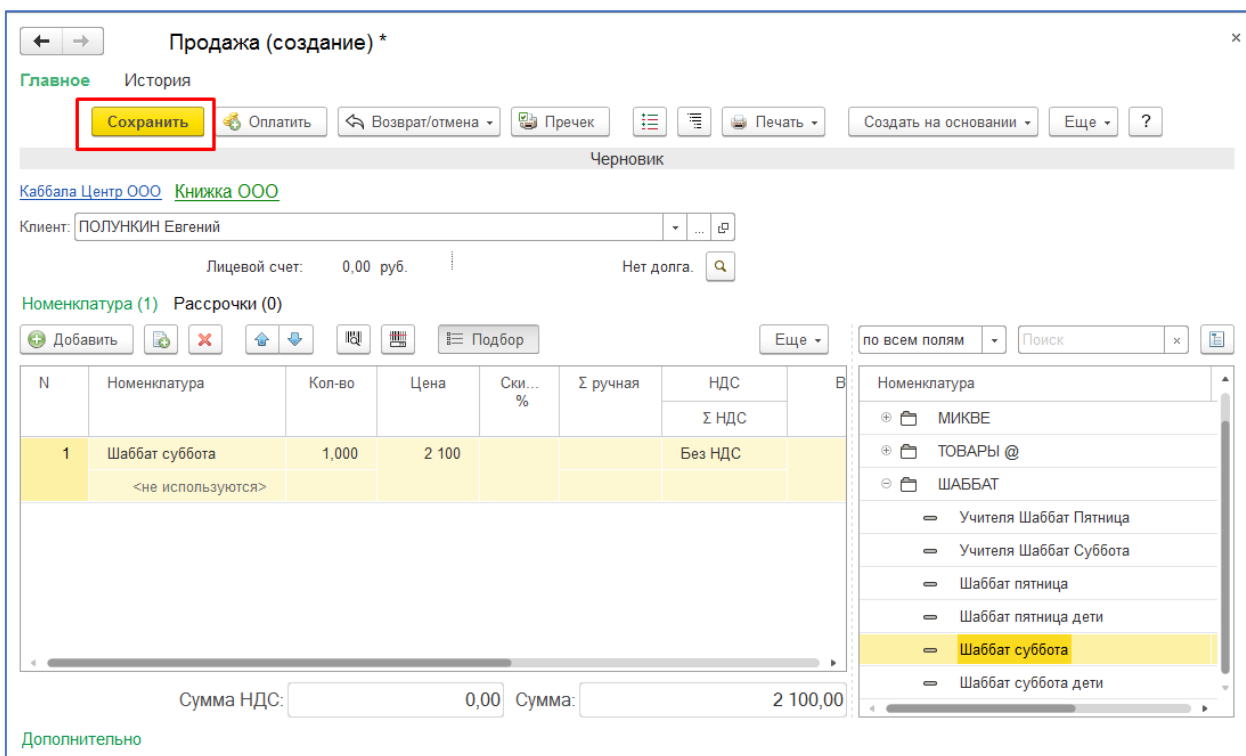 Продажа (создание) *
Главное История
Сохранить Оплатить Возврат/отмена Пречек Печать Создать на основании Еще ?
Черновик
Каббала Центр ООО Книжка ООО
Клиент: ПОЛУНКИН Евгений ...
Лицевой счет: 0,00 руб. Нет долга.
Номенклатура (1) Рассрочки (0)
Добавить Подбор Еще по всем полям Поиск ×
N Номенклатура Кол-во Цена Ски... % Σ ручная НДС В Номенклатура
Σ НДС МИКВЕ
1 Шаббат суббота 1,000 2 100 Без НДС ТОВАРЫ @
<не используются> ШАББАТ
Учителя Шаббат Пятница
Учителя Шаббат Суббота
Шаббат пятница
Шаббат пятница дети
Шаббат суббота
Шаббат суббота дети
Сумма НДС: 0,00 Сумма: 2 100,00
Дополнительно